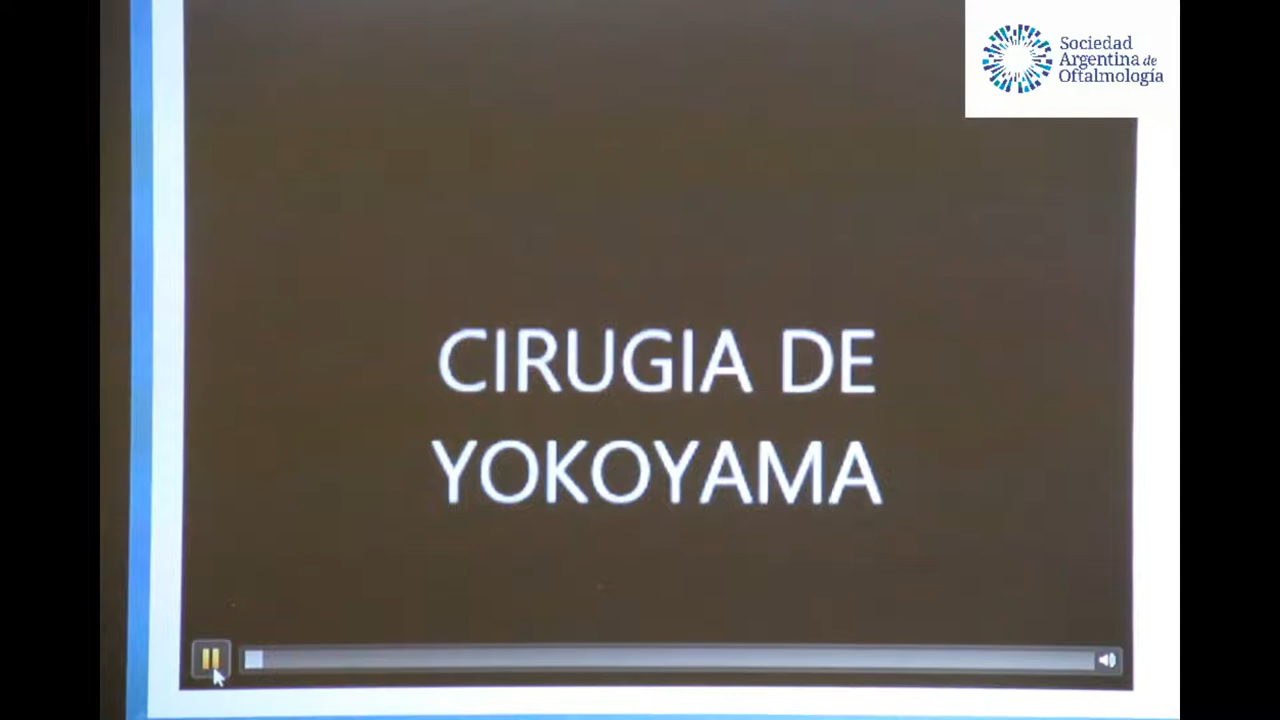 Sociedad
Argentina de
Oftalmología
CIRUGIA DE
YOKOYAMA